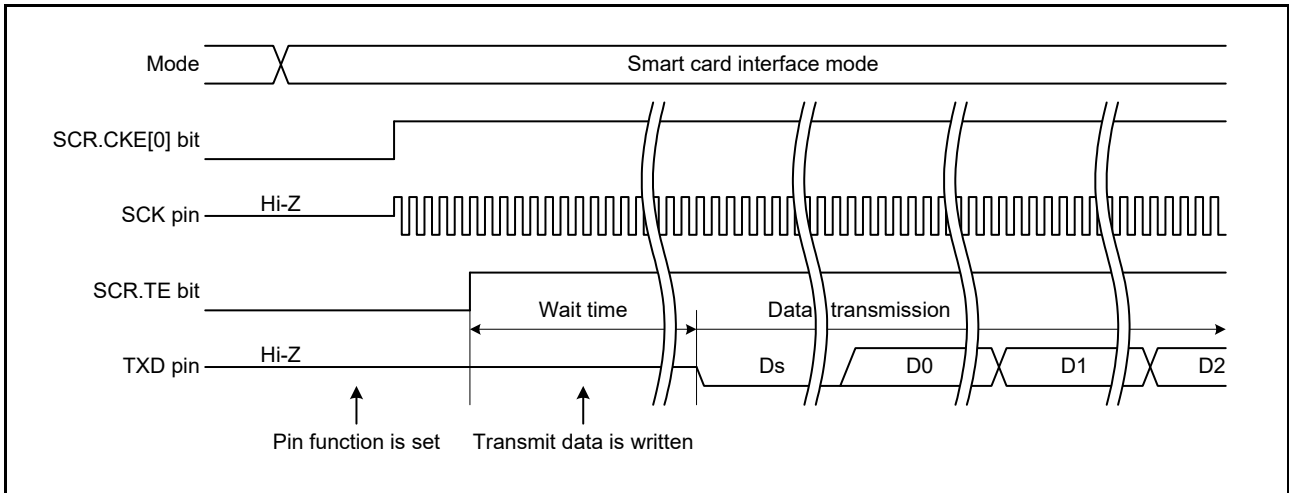 Mode
Smart card interface mode
SCR.CKE[0] bit
SCK pin
Hi-Z
SCR.TE bit
Wait time
Data transmission
TXD pin
Hi-Z
Ds
D0
D1
D2
Pin function is set
Transmit data is written